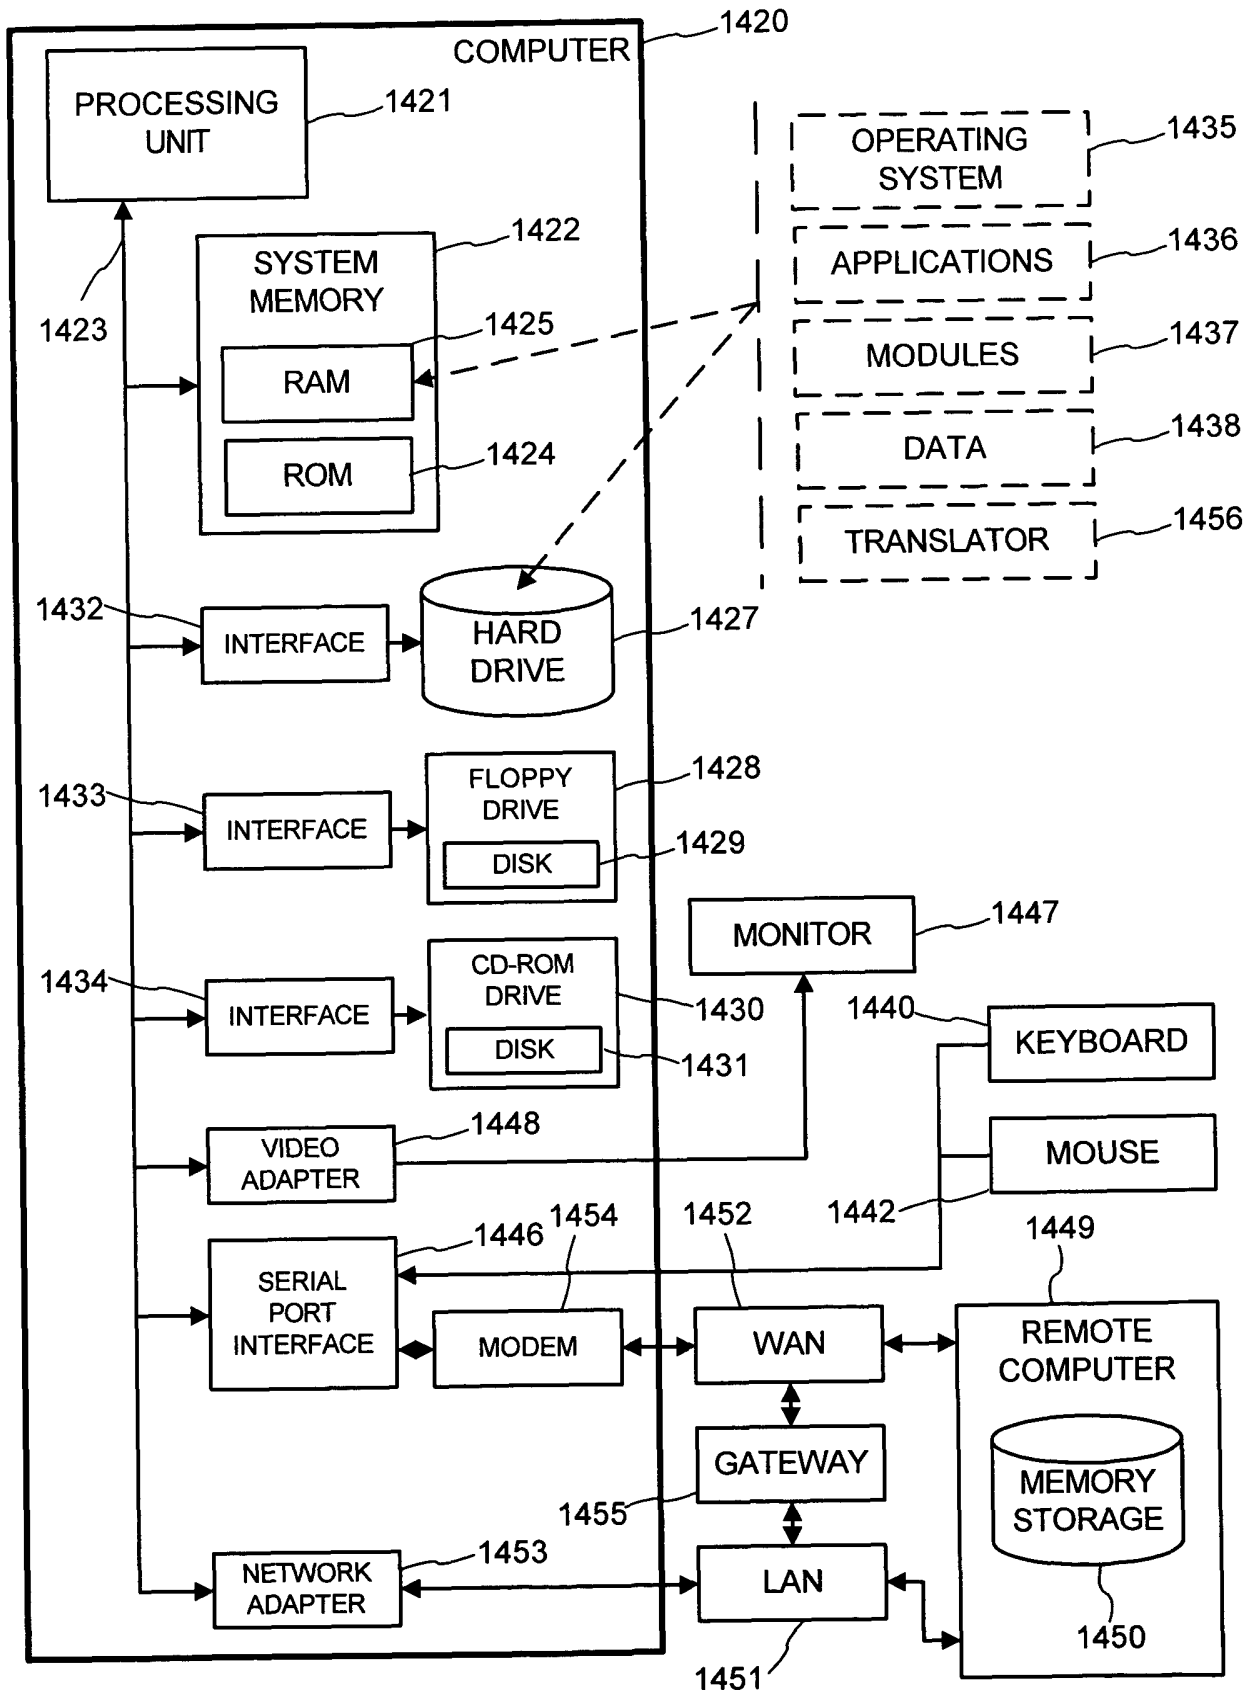 1420
COMPUTER
PROCESSING
UNIT
1421
OPERATING
SYSTEM
1435
1423
SYSTEM
MEMORY
1422
APPLICATIONS
1436
RAM
1425
MODULES
1437
ROM
1424
DATA
1438
TRANSLATOR
1456
1432
INTERFACE
HARD
DRIVE
1427
1433
INTERFACE
FLOPPY
DRIVE
1428
DISK
1429
MONITOR
1447
1434
INTERFACE
CD-ROM
DRIVE
1430
DISK
1431
1440
KEYBOARD
VIDEO
ADAPTER
1448
MOUSE
1442
SERIAL
PORT
INTERFACE
1446
1454
MODEM
1452
WAN
1449
REMOTE
COMPUTER
GATEWAY
1455
MEMORY
STORAGE
1450
NETWORK
ADAPTER
1453
LAN
1451